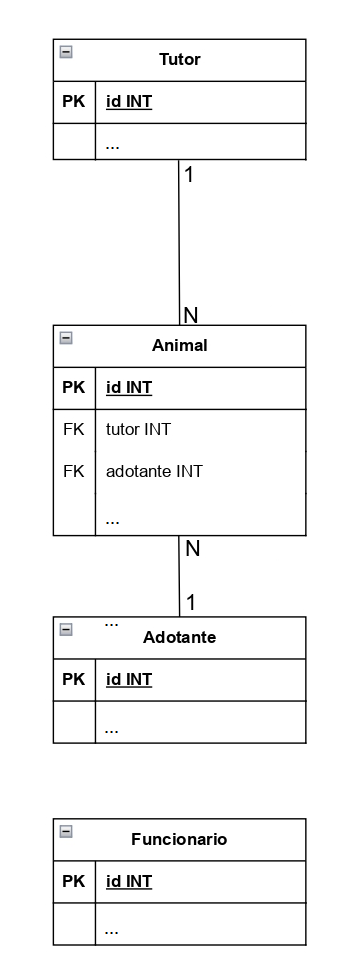 Tutor
PK id INT
...
1
N
Animal
PK id INT
FK tutor INT
FK adotante INT
...
N
1
...
Adotante
PK id INT
...
Funcionario
PK id INT
...